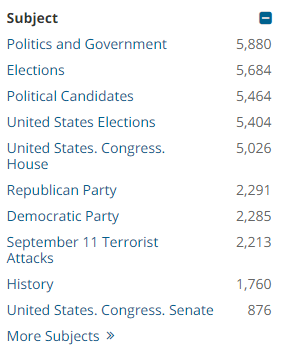 Subject
Politics and Government 5,880
Elections 5,684
Political Candidates 5,464
United States Elections 5,404
United States. Congress. 5,026
House
Republican Party 2,291
Democratic Party 2,285
September 11 Terrorist 2,213
Attacks
History 1,760
United States. Congress. Senate 876
More Subjects »